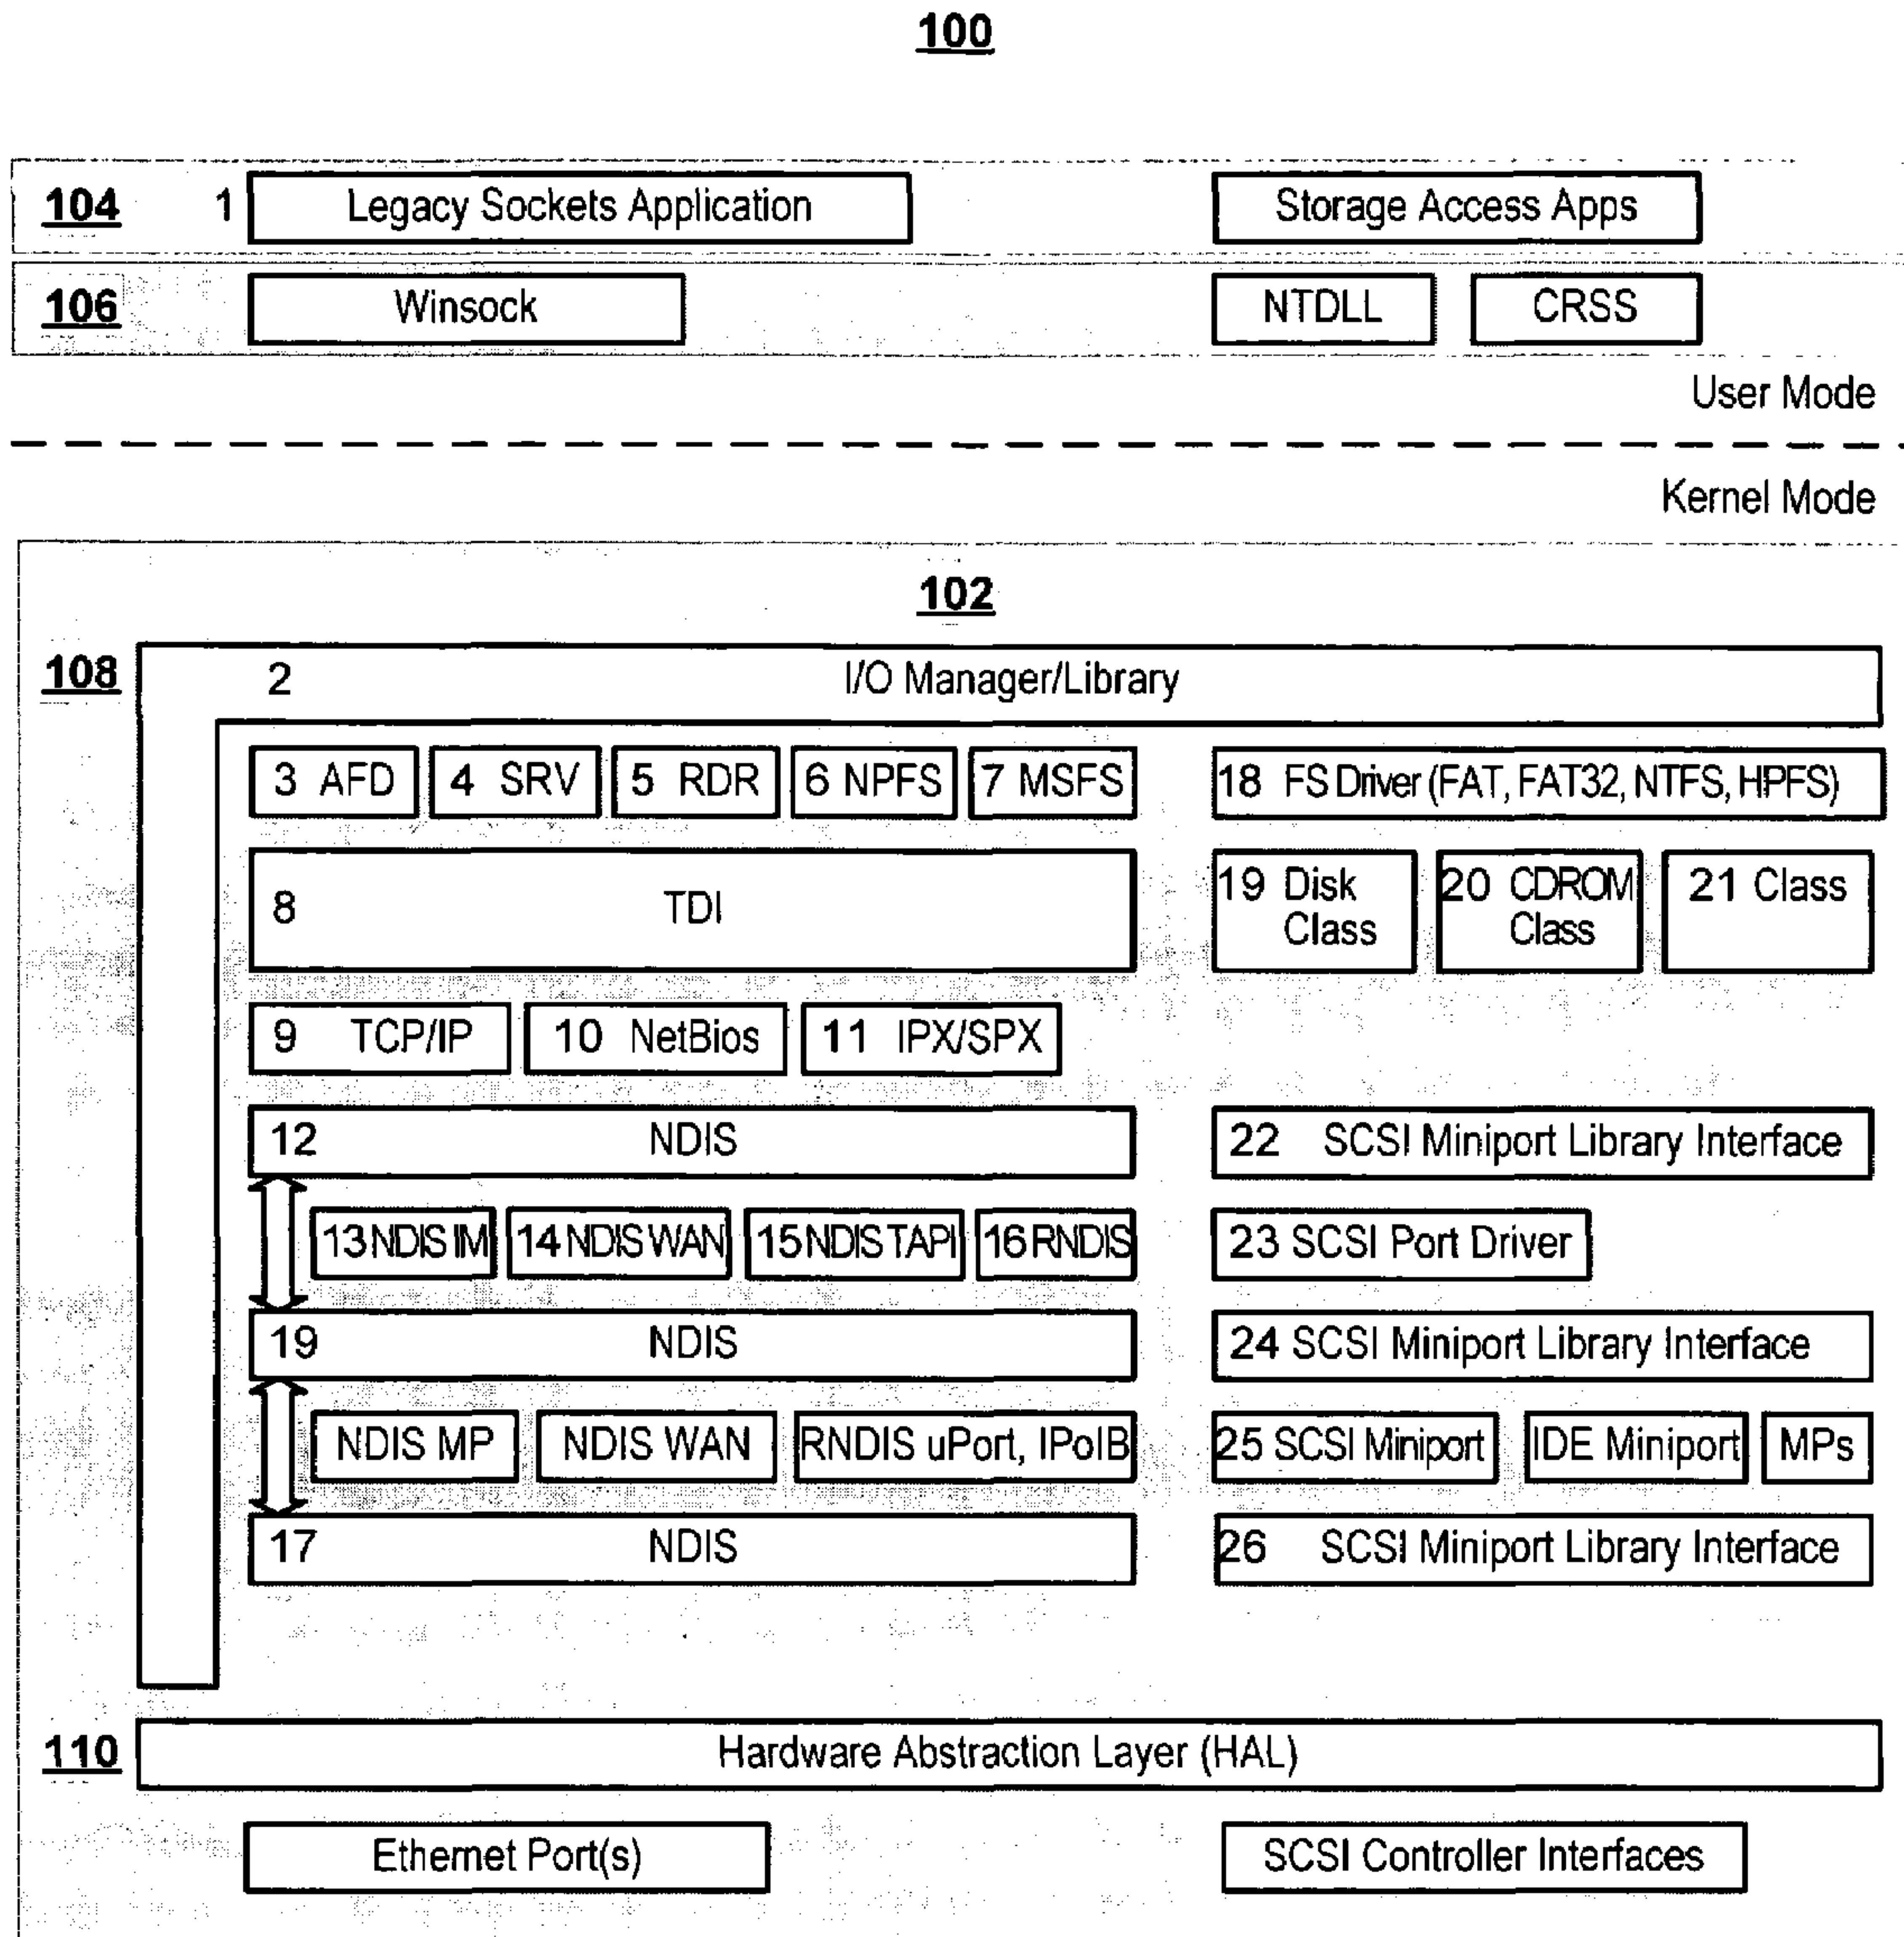 100
104 1 Legacy Sockets Application Storage Access Apps
106 Winsock NTDLL CRSS
User Mode
Kernel Mode
102
108 2 I/O Manager/Library
3 AFD 4 SRV 5 RDR 6 NPFS 7 MSFS 18 FS Driver (FAT, FAT32, NTFS, HPFS)
8 TDI 19 Disk Class 20 CDROM Class 21 Class
9 TCP/IP 10 NetBios 11 IPX/SPX
12 NDIS 22 SCSI Miniport Library Interface
13 NDIS IM 14 NDIS WAN 15 NDIS TAPI 16 RNDIS 23 SCSI Port Driver
19 NDIS 24 SCSI Miniport Library Interface
NDIS MP NDIS WAN RNDIS uPort, IPoIB 25 SCSI Miniport IDE Miniport MPs
17 NDIS 26 SCSI Miniport Library Interface
110 Hardware Abstraction Layer (HAL)
Ethernet Port(s) SCSI Controller Interfaces